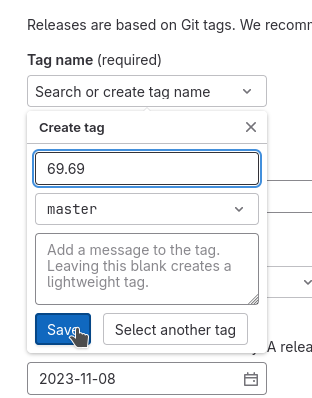 Releases are based on Git tags. We recomm
Tag name (required)
Search or create tag name
Create tag
69.69
master
Add a message to the tag.
Leaving this blank creates a
lightweight tag.
Save
Select another tag
A relea
2023-11-08